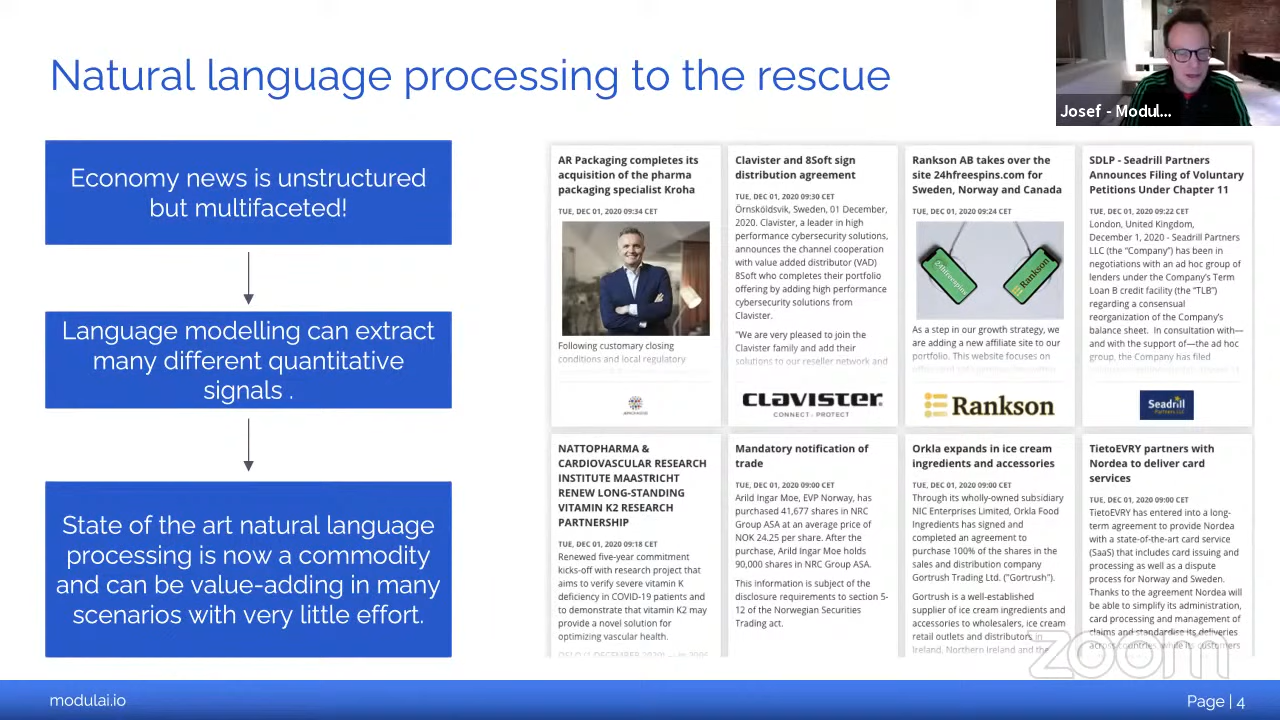 Natural language processing to the rescue
Josef - Modul...
Economy news is unstructured
but multifaceted!
Language modelling can extract
many different quantitative
signals .
State of the art natural language
processing is now a commodity
and can be value-adding in many
scenarios with very little effort.
AR Packaging completes its
acquisition of the pharma
packaging specialist Kroha
TUE, DEC 01, 2020 09:34 CET
Following customary closing
conditions and local regulatory
Clavister and 8Soft sign
distribution agreement
TUE, DEC 01, 2020 09:30 CET
Örnsköldsvik, Sweden, 01 December,
2020. Clavister, a leader in high
performance cybersecurity solutions,
announces the channel cooperation
with value added distributor (VAD)
8Soft who completes their portfolio
offering by adding high performance
cybersecurity solutions from
Clavister.
"We are very pleased to join the
Clavister family and add their
solutions to our reseller network and
CLAVISTER
CONNECT - PROTECT
Rankson AB takes over the
site 24hfreespins.com for
Sweden, Norway and Canada
TUE, DEC 01, 2020 09:24 CET
24hfreespins
Rankson
As a step in our growth strategy, we
are adding a new affiliate site to our
portfolio. This website focuses on
Rankson
SDLP - Seadrill Partners
Announces Filing of Voluntary
Petitions Under Chapter 11
TUE, DEC 01, 2020 09:22 CET
London, United Kingdom,
December 1, 2020 - Seadrill Partners
LLC (the “Company”) has been in
negotiations with an ad hoc group of
lenders under the Company's Term
Loan B credit facility (the “TLB”)
regarding a consensual
reorganization of the Company's
balance sheet.  In consultation with—
and with the support of—the ad hoc
group, the Company has filed
Seadrill
Partners LLC
NATTOPHARMA &
CARDIOVASCULAR RESEARCH
INSTITUTE MAASTRICHT
RENEW LONG-STANDING
VITAMIN K2 RESEARCH
PARTNERSHIP
TUE, DEC 01, 2020 09:18 CET
Renewed five-year commitment
kicks-off with research project that
aims to verify severe vitamin K
deficiency in COVID-19 patients and
to demonstrate that vitamin K2 may
provide a novel solution for
optimizing vascular health.
Mandatory notification of
trade
TUE, DEC 01, 2020 09:00 CET
Arild Ingar Moe, EVP Norway, has
purchased 41,677 shares in NRC
Group ASA at an average price of
NOK 24.25 per share. After the
purchase, Arild Ingar Moe holds
90,000 shares in NRC Group ASA.
This information is subject of the
disclosure requirements to section 5-
12 of the Norwegian Securities
Trading act.
Orkla expands in ice cream
ingredients and accessories
TUE, DEC 01, 2020 09:00 CET
Through its wholly-owned subsidiary
NIC Enterprises Limited, Orkla Food
Ingredients has signed and
completed an agreement to
purchase 100% of the shares in the
sales and distribution company
Gortrush Trading Ltd. (“Gortrush”).
Gortrush is a well-established
supplier of ice cream ingredients and
accessories to wholesalers, ice cream
retail outlets and distributors in
Ireland, Northern Ireland and the
TietoEVRY partners with
Nordea to deliver card
services
TUE, DEC 01, 2020 09:00 CET
TietoEVRY has entered into a long-
term agreement to provide Nordea
with a state-of-the-art card service
(SaaS) that includes card issuing and
processing as well as a dispute
process for Norway and Sweden.
Thanks to the agreement Nordea will
be able to simplify its administration,
card processing and management of
claims and standardise its deliveries
across countries, while its customers
zoom
modulai.io
Page | 4